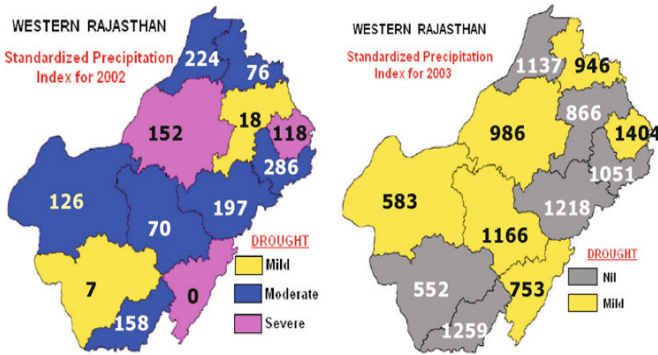 WESTERN RAJASTHAN
Standardized Precipitation
Index for 2002
224
76
18
152
118
286
126
197
70
7
0
158
DROUGHT
Mild
Moderate
Severe
WESTERN RAJASTHAN
Standardized Precipitation
Index for 2003
1137
946
866
986
1404
1051
583
1218
1166
552
753
1259
DROUGHT
Nil
Mild